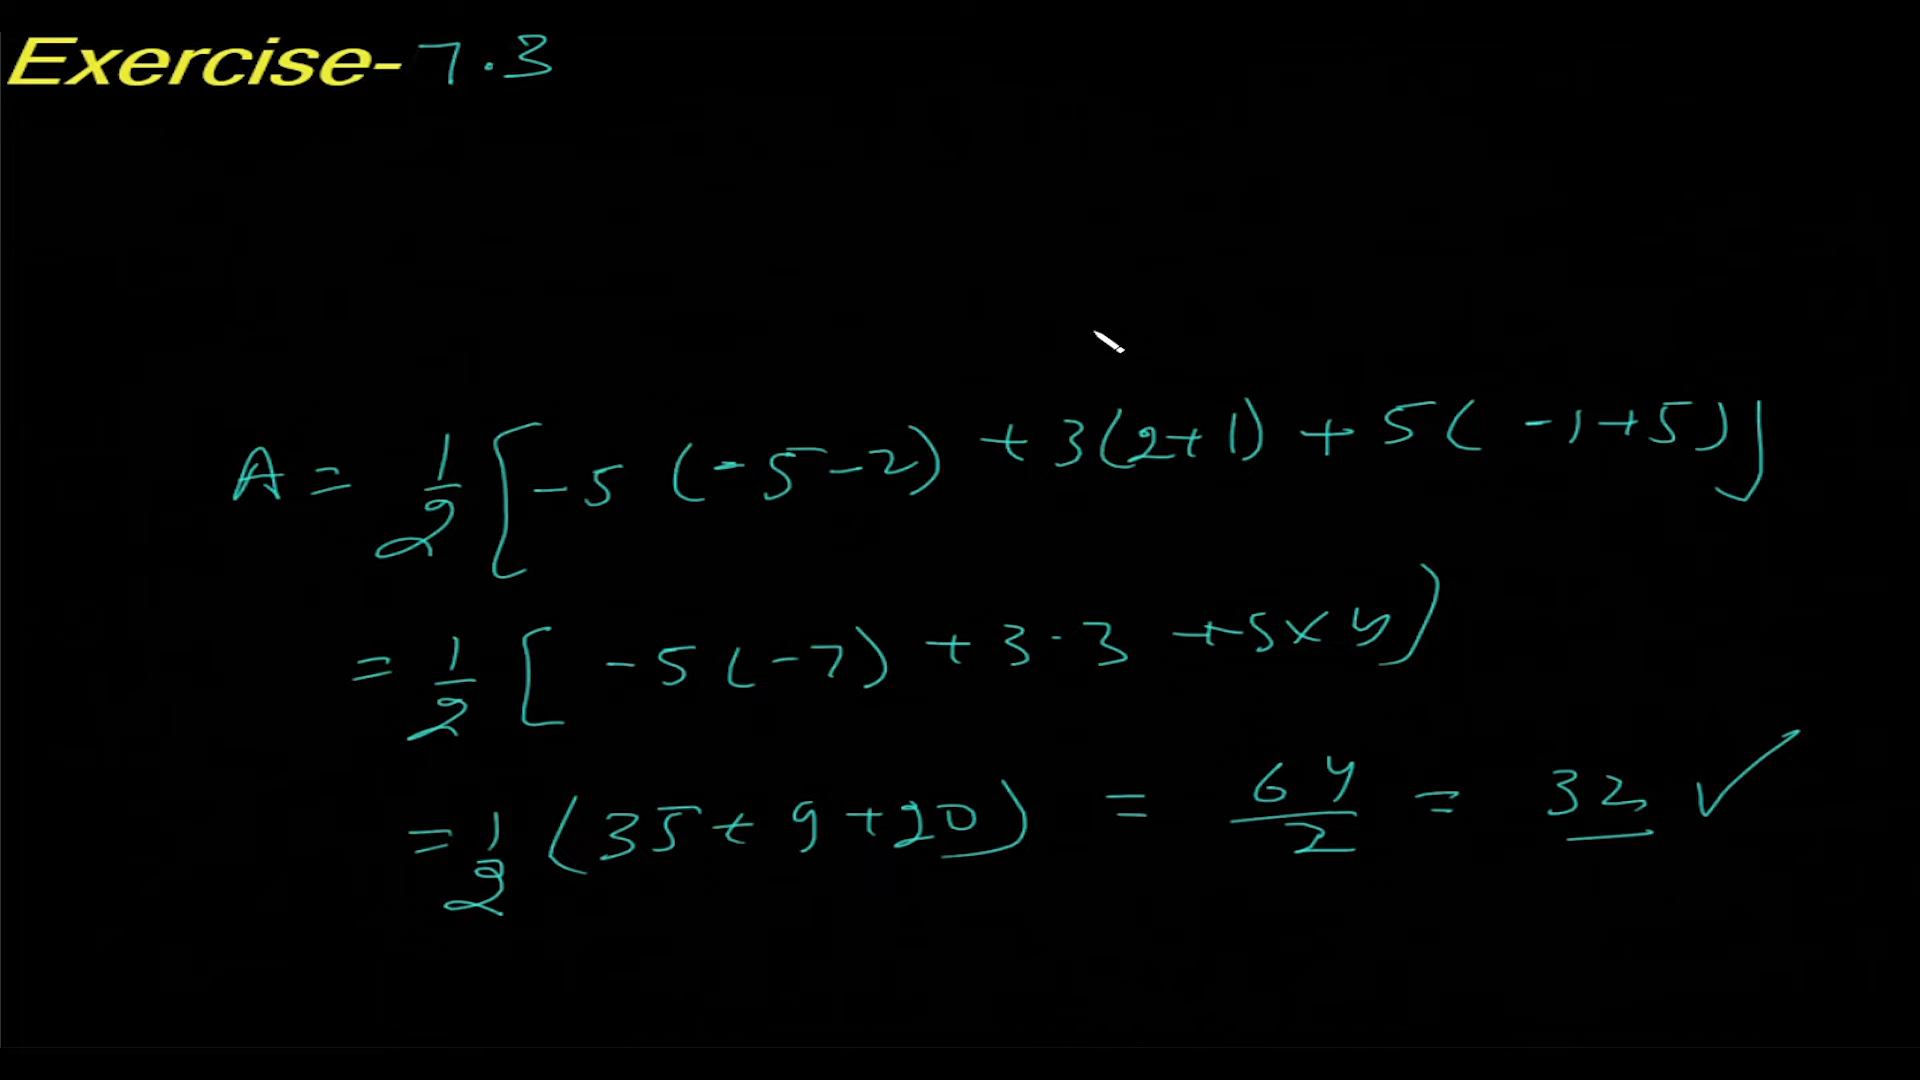 Exercise-7.3
A = 1/2 [-5 (-5-2) +3(2+1) + 5( -1+5)]
= 1/2 [ -5(-7) +3·3 +5×4)
= 1/2 (35+9+20) = 64/2 = 32 ✓